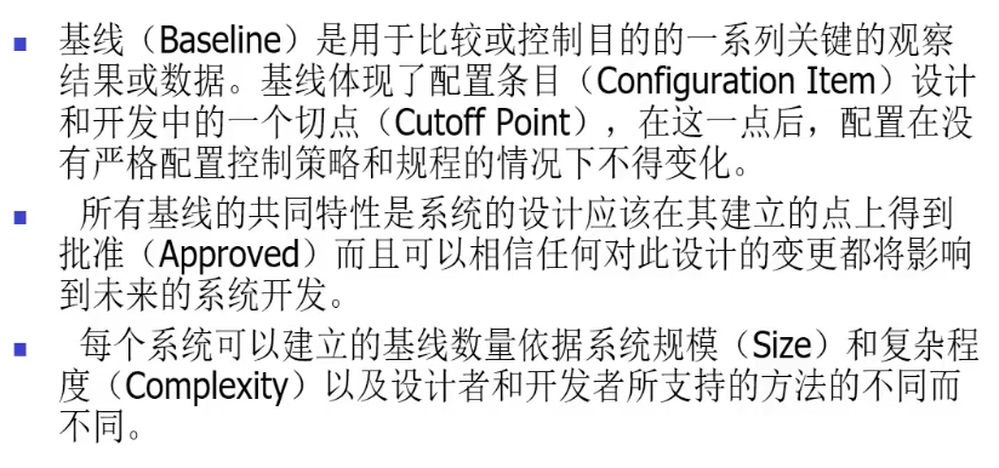 基线（Baseline）是用于比较或控制目的的一系列关键的观察
结果或数据。基线体现了配置条目（Configuration Item）设计
和开发中的一个切点（Cutoff Point），在这一点后，配置在没
有严格配置控制策略和规程的情况下不得变化。
所有基线的共同特性是系统的设计应该在其建立的点上得到
批准（Approved）而且可以相信任何对此设计的变更都将影响
到未来的系统开发。
每个系统可以建立的基线数量依据系统规模（Size）和复杂程
度（Complexity）以及设计者和开发者所支持的方法的不同而
不同。